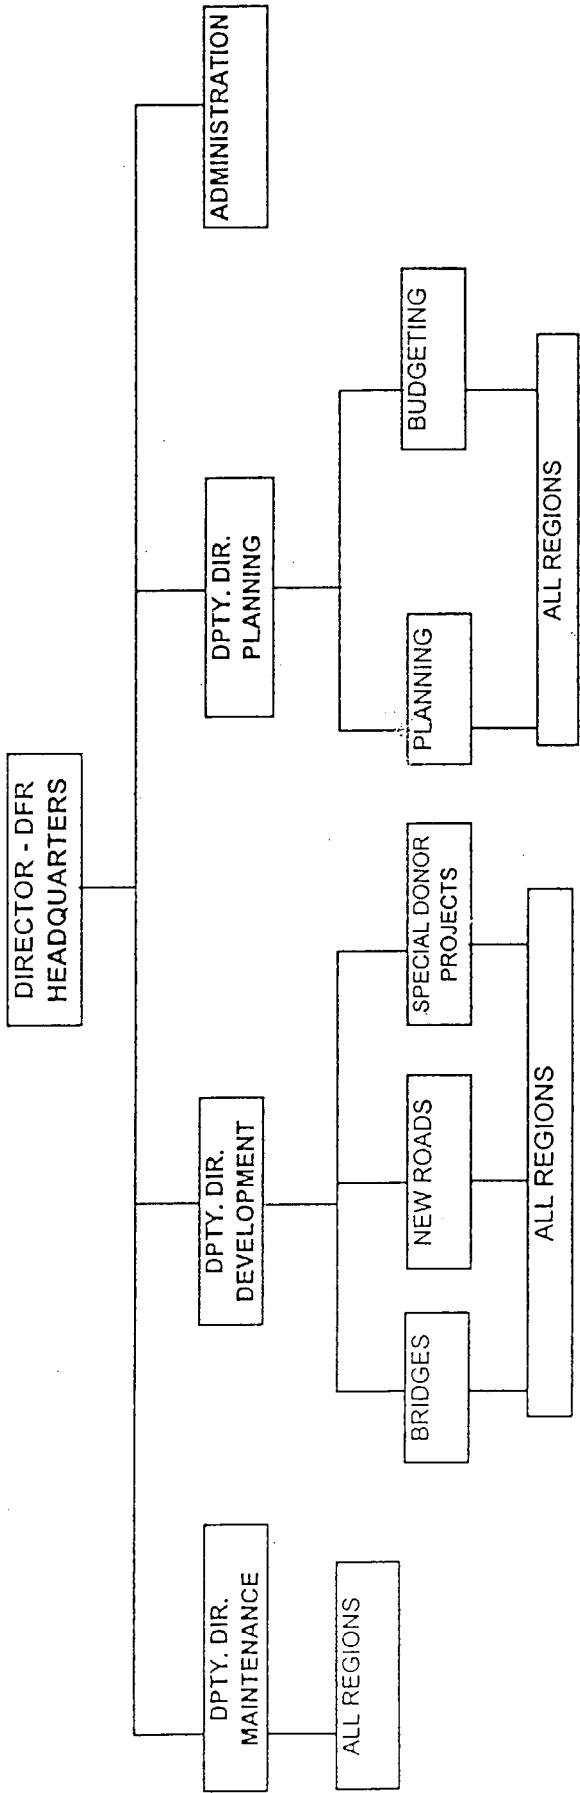 DIRECTOR - DFR
HEADQUARTERS
DPTY. DIR.
MAINTENANCE
DPTY. DIR.
DEVELOPMENT
DPTY. DIR.
PLANNING
ADMINISTRATION
ALL REGIONS
BRIDGES
NEW ROADS
SPECIAL DONOR
PROJECTS
PLANNING
BUDGETING
ALL REGIONS
ALL REGIONS